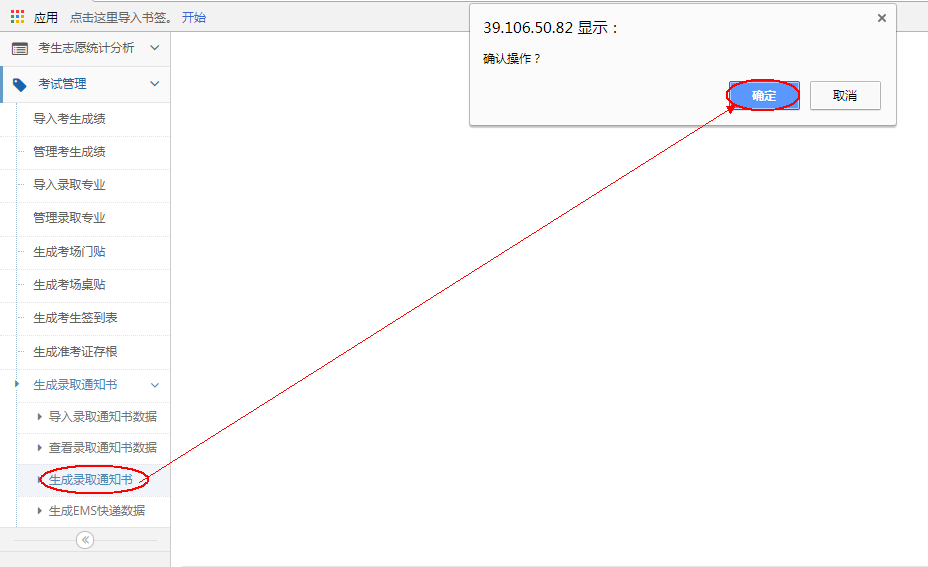 应用 点击这里导入书签。 开始
考生志愿统计分析
考试管理
导入考生成绩
管理考生成绩
导入录取专业
管理录取专业
生成考场门贴
生成考场桌贴
生成考生签到表
生成准考证存根
生成录取通知书
导入录取通知书数据
查看录取通知书数据
生成录取通知书
生成EMS快递数据
39.106.50.82 显示：
确认操作？
确定 取消